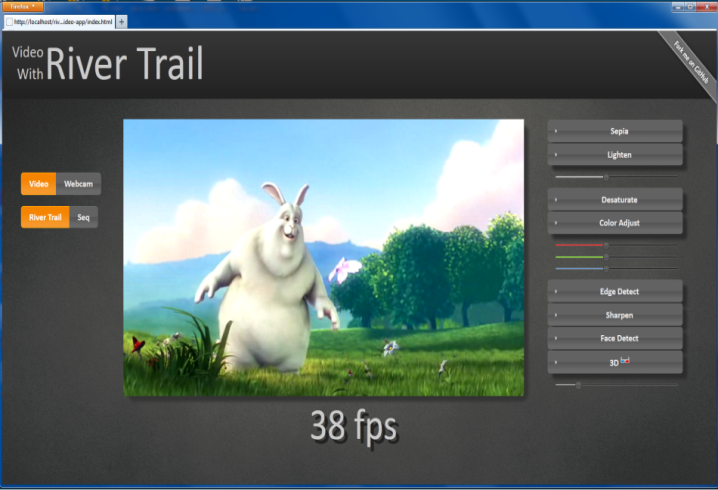 Firefox
http://localhost/riv...ideo-app/index.html
Video
With River Trail
Fork me on GitHub
Video Webcam
River Trail Seq
Sepia
Lighten
Desaturate
Color Adjust
Edge Detect
Sharpen
Face Detect
3D
38 fps